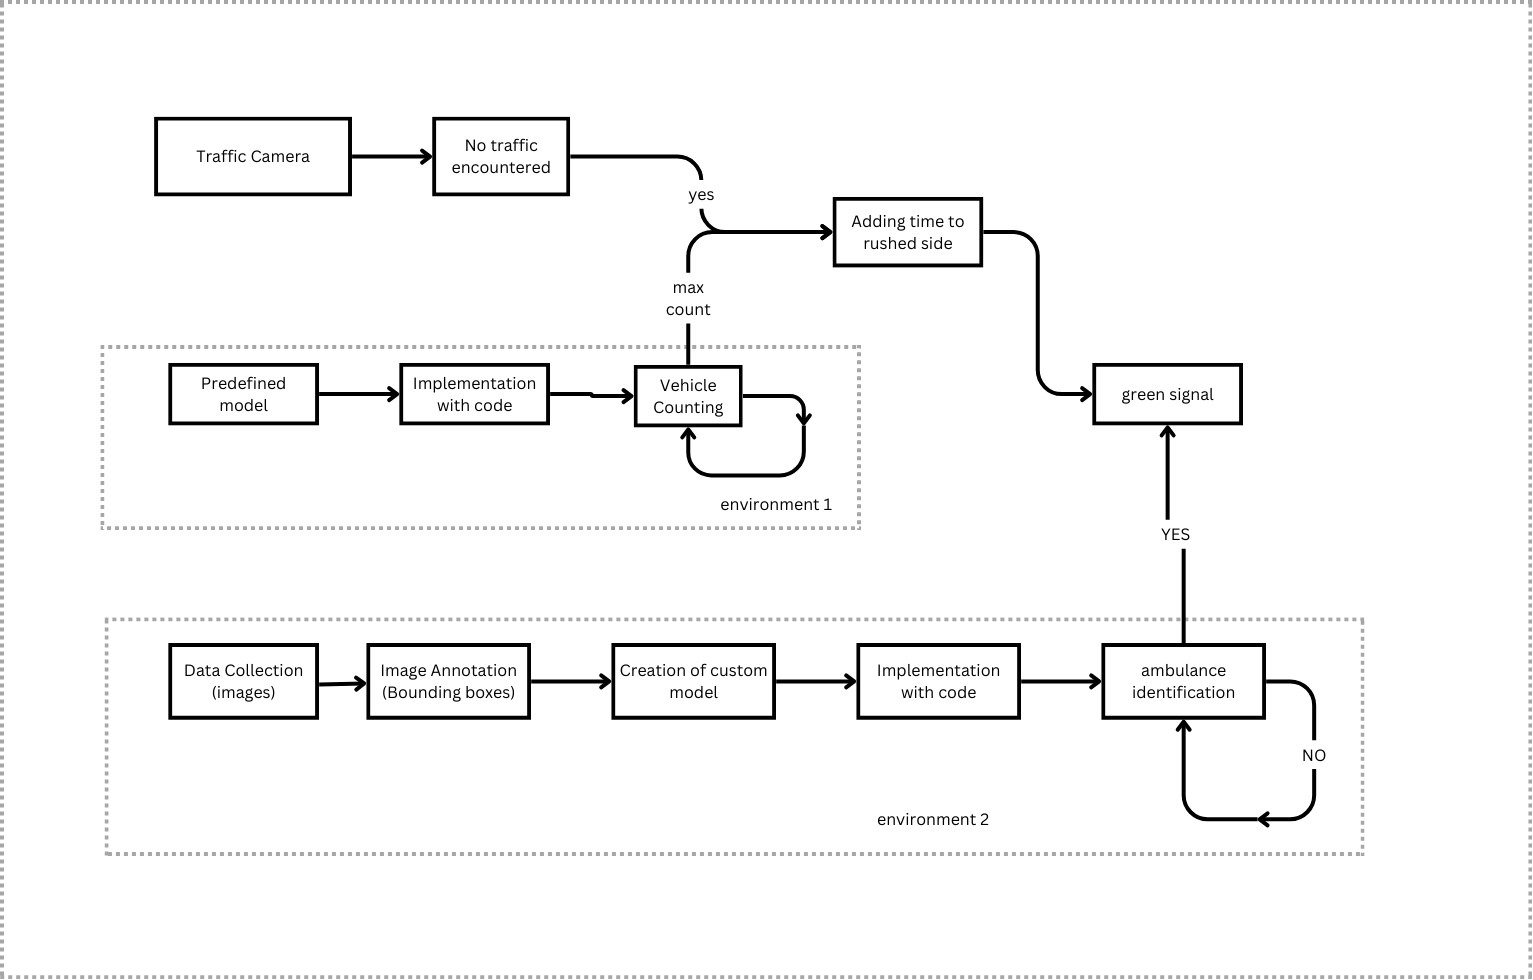 Traffic Camera
No traffic
encountered
yes
Adding time to
rushed side
max
count
Predefined
model
Implementation
with code
Vehicle
Counting
green signal
environment 1
YES
Data Collection
(images)
Image Annotation
(Bounding boxes)
Creation of custom
model
Implementation
with code
ambulance
identification
NO
environment 2